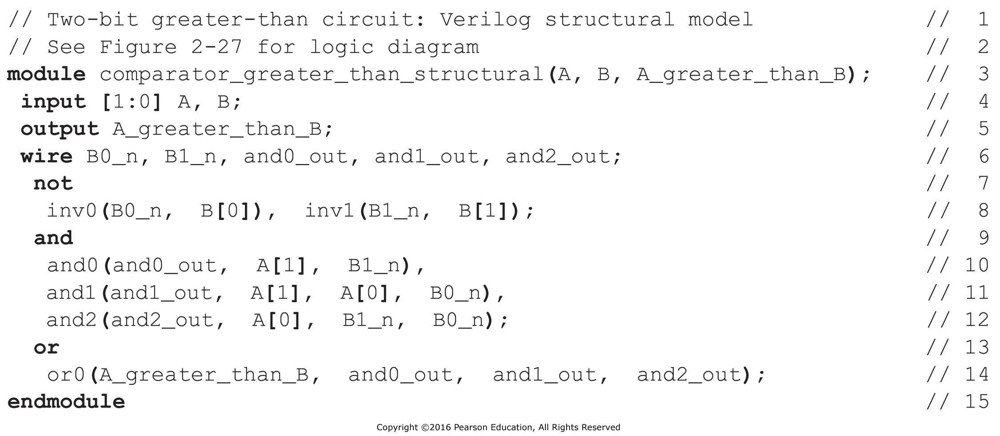 // Two-bit greater-than circuit: Verilog structural model // 1
// See Figure 2-27 for logic diagram // 2
module comparator_greater_than_structural(A, B, A_greater_than_B); // 3
input [1:0] A, B; // 4
output A_greater_than_B; // 5
wire B0_n, B1_n, and0_out, and1_out, and2_out; // 6
not // 7
inv0(B0_n, B[0]), inv1(B1_n, B[1]); // 8
and // 9
and0(and0_out, A[1], B1_n), // 10
and1(and1_out, A[1], A[0], B0_n), // 11
and2(and2_out, A[0], B1_n, B0_n); // 12
or // 13
or0(A_greater_than_B, and0_out, and1_out, and2_out); // 14
endmodule // 15
Copyright ©2016 Pearson Education, All Rights Reserved